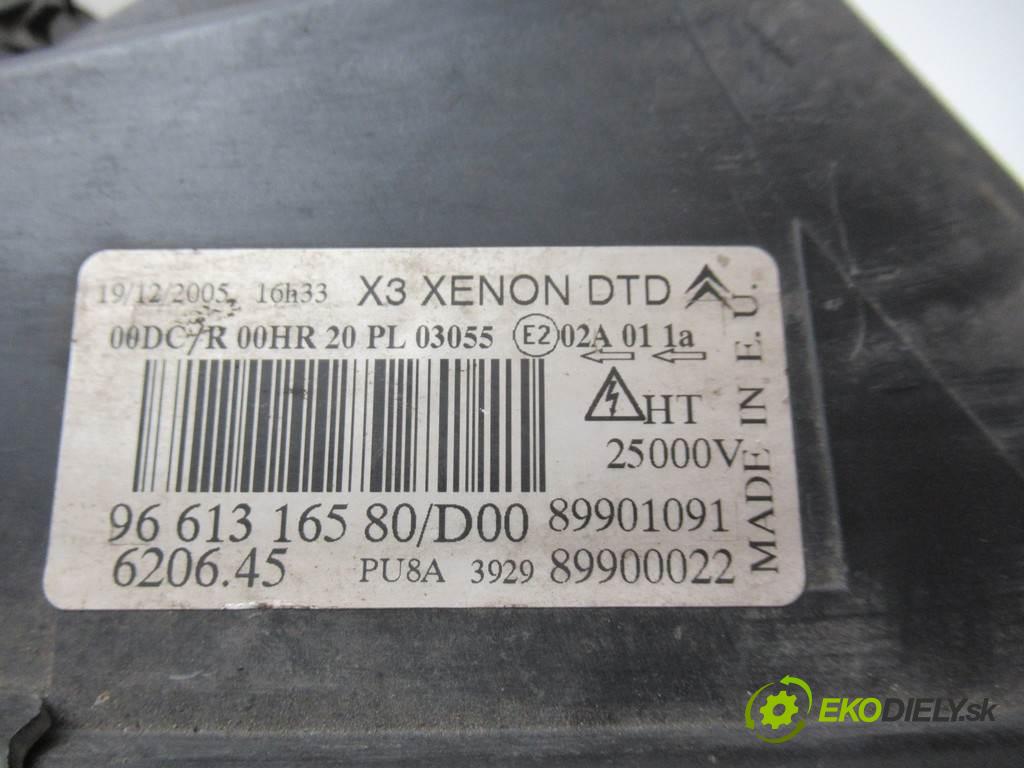 19/12/2005, 16h33 X3 XENON DTD
00DC/R 00HR 20 PL 03055 E2 02A 01 1a
HT
25000V
96 613 165 80/D00 89901091
6206.45 PU8A 3929 89900022
MADE IN E. U.
EKODIELY.sk